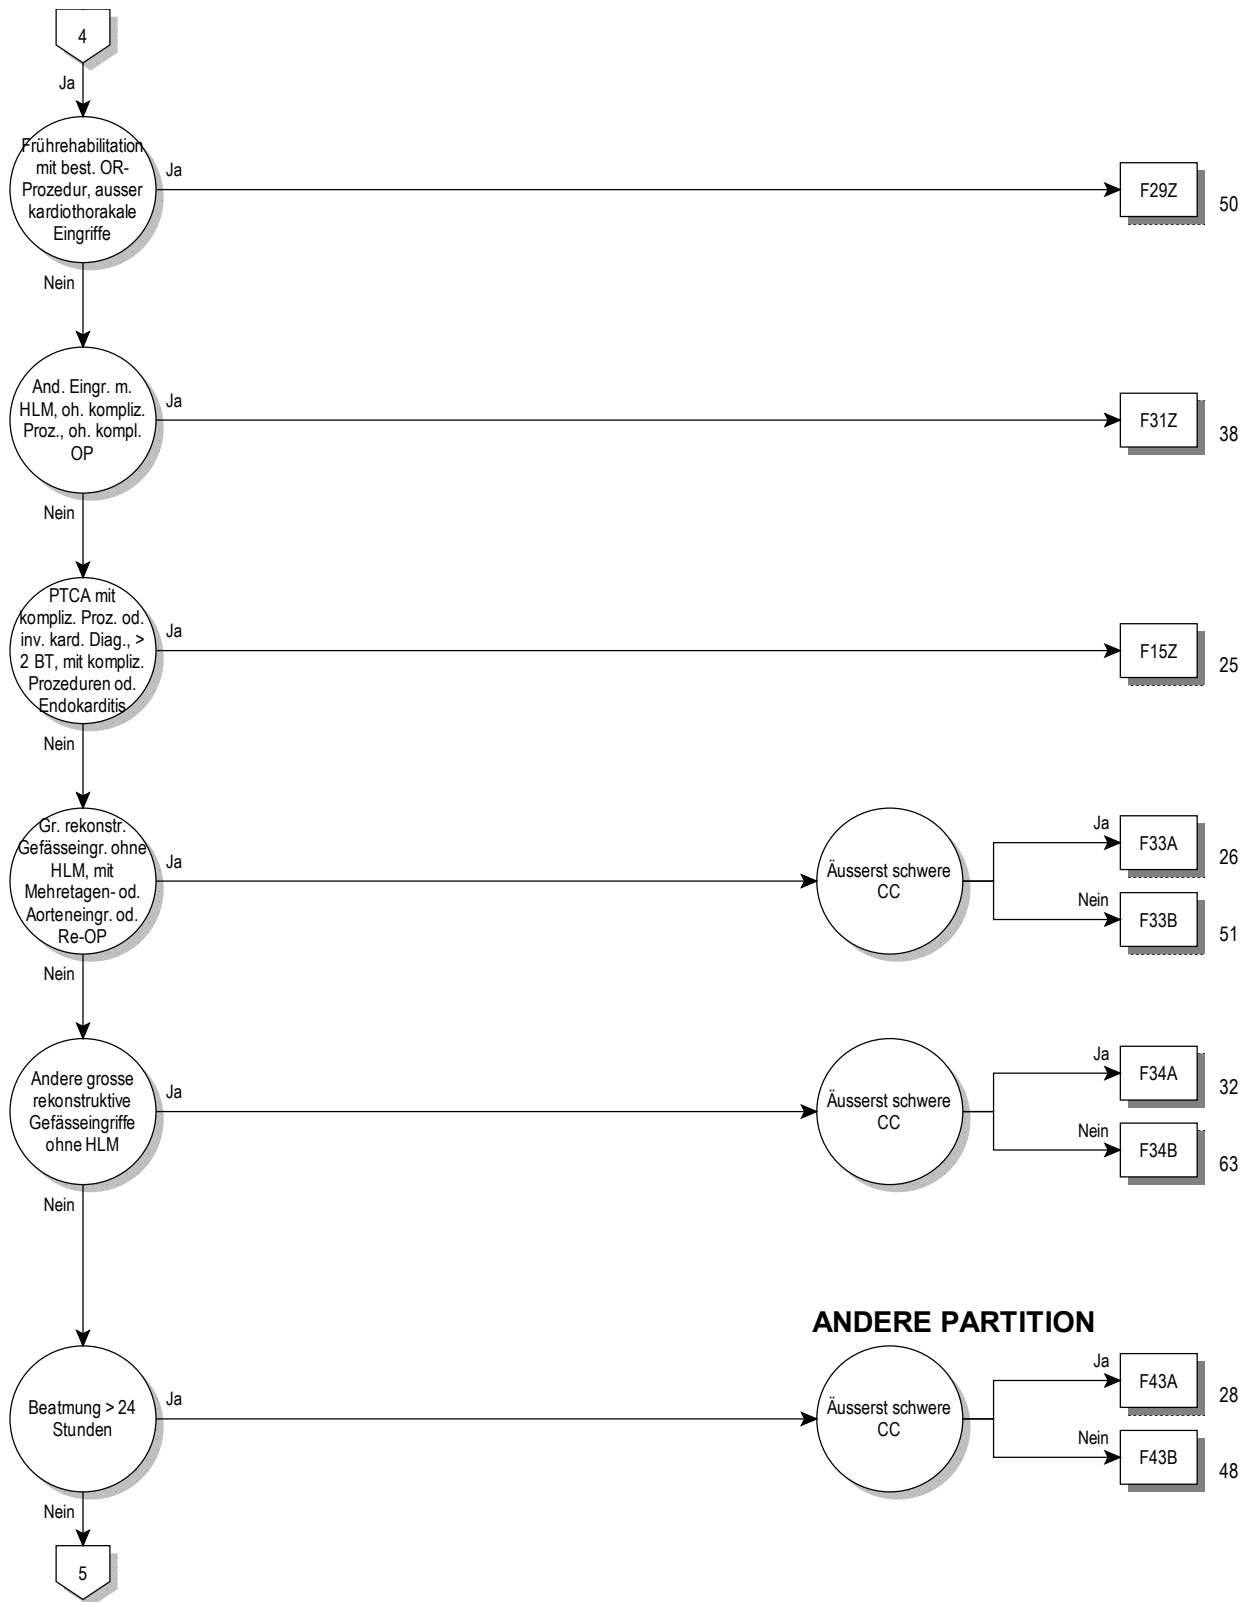 4
Ja
Frührehabilitation
mit best. OR-
Prozedur, ausser
kardiothorakale
Eingriffe
Ja
F29Z
50
Nein
And. Eingr. m.
HLM, oh. kompliz.
Proz., oh. kompl.
OP
Ja
F31Z
38
Nein
PTCA mit
kompliz. Proz. od.
inv. kard. Diag., >
2 BT, mit kompliz.
Prozeduren od.
Endokarditis
Ja
F15Z
25
Nein
Gr. rekonstr.
Gefässeingr. ohne
HLM, mit
Mehretagen- od.
Aorteneingr. od.
Re-OP
Ja
Äusserst schwere
CC
Ja
F33A
26
Nein
F33B
51
Nein
Andere grosse
rekonstruktive
Gefässeingriffe
ohne HLM
Ja
Äusserst schwere
CC
Ja
F34A
32
Nein
F34B
63
Nein
ANDERE PARTITION
Beatmung > 24
Stunden
Ja
Äusserst schwere
CC
Ja
F43A
28
Nein
F43B
48
Nein
5